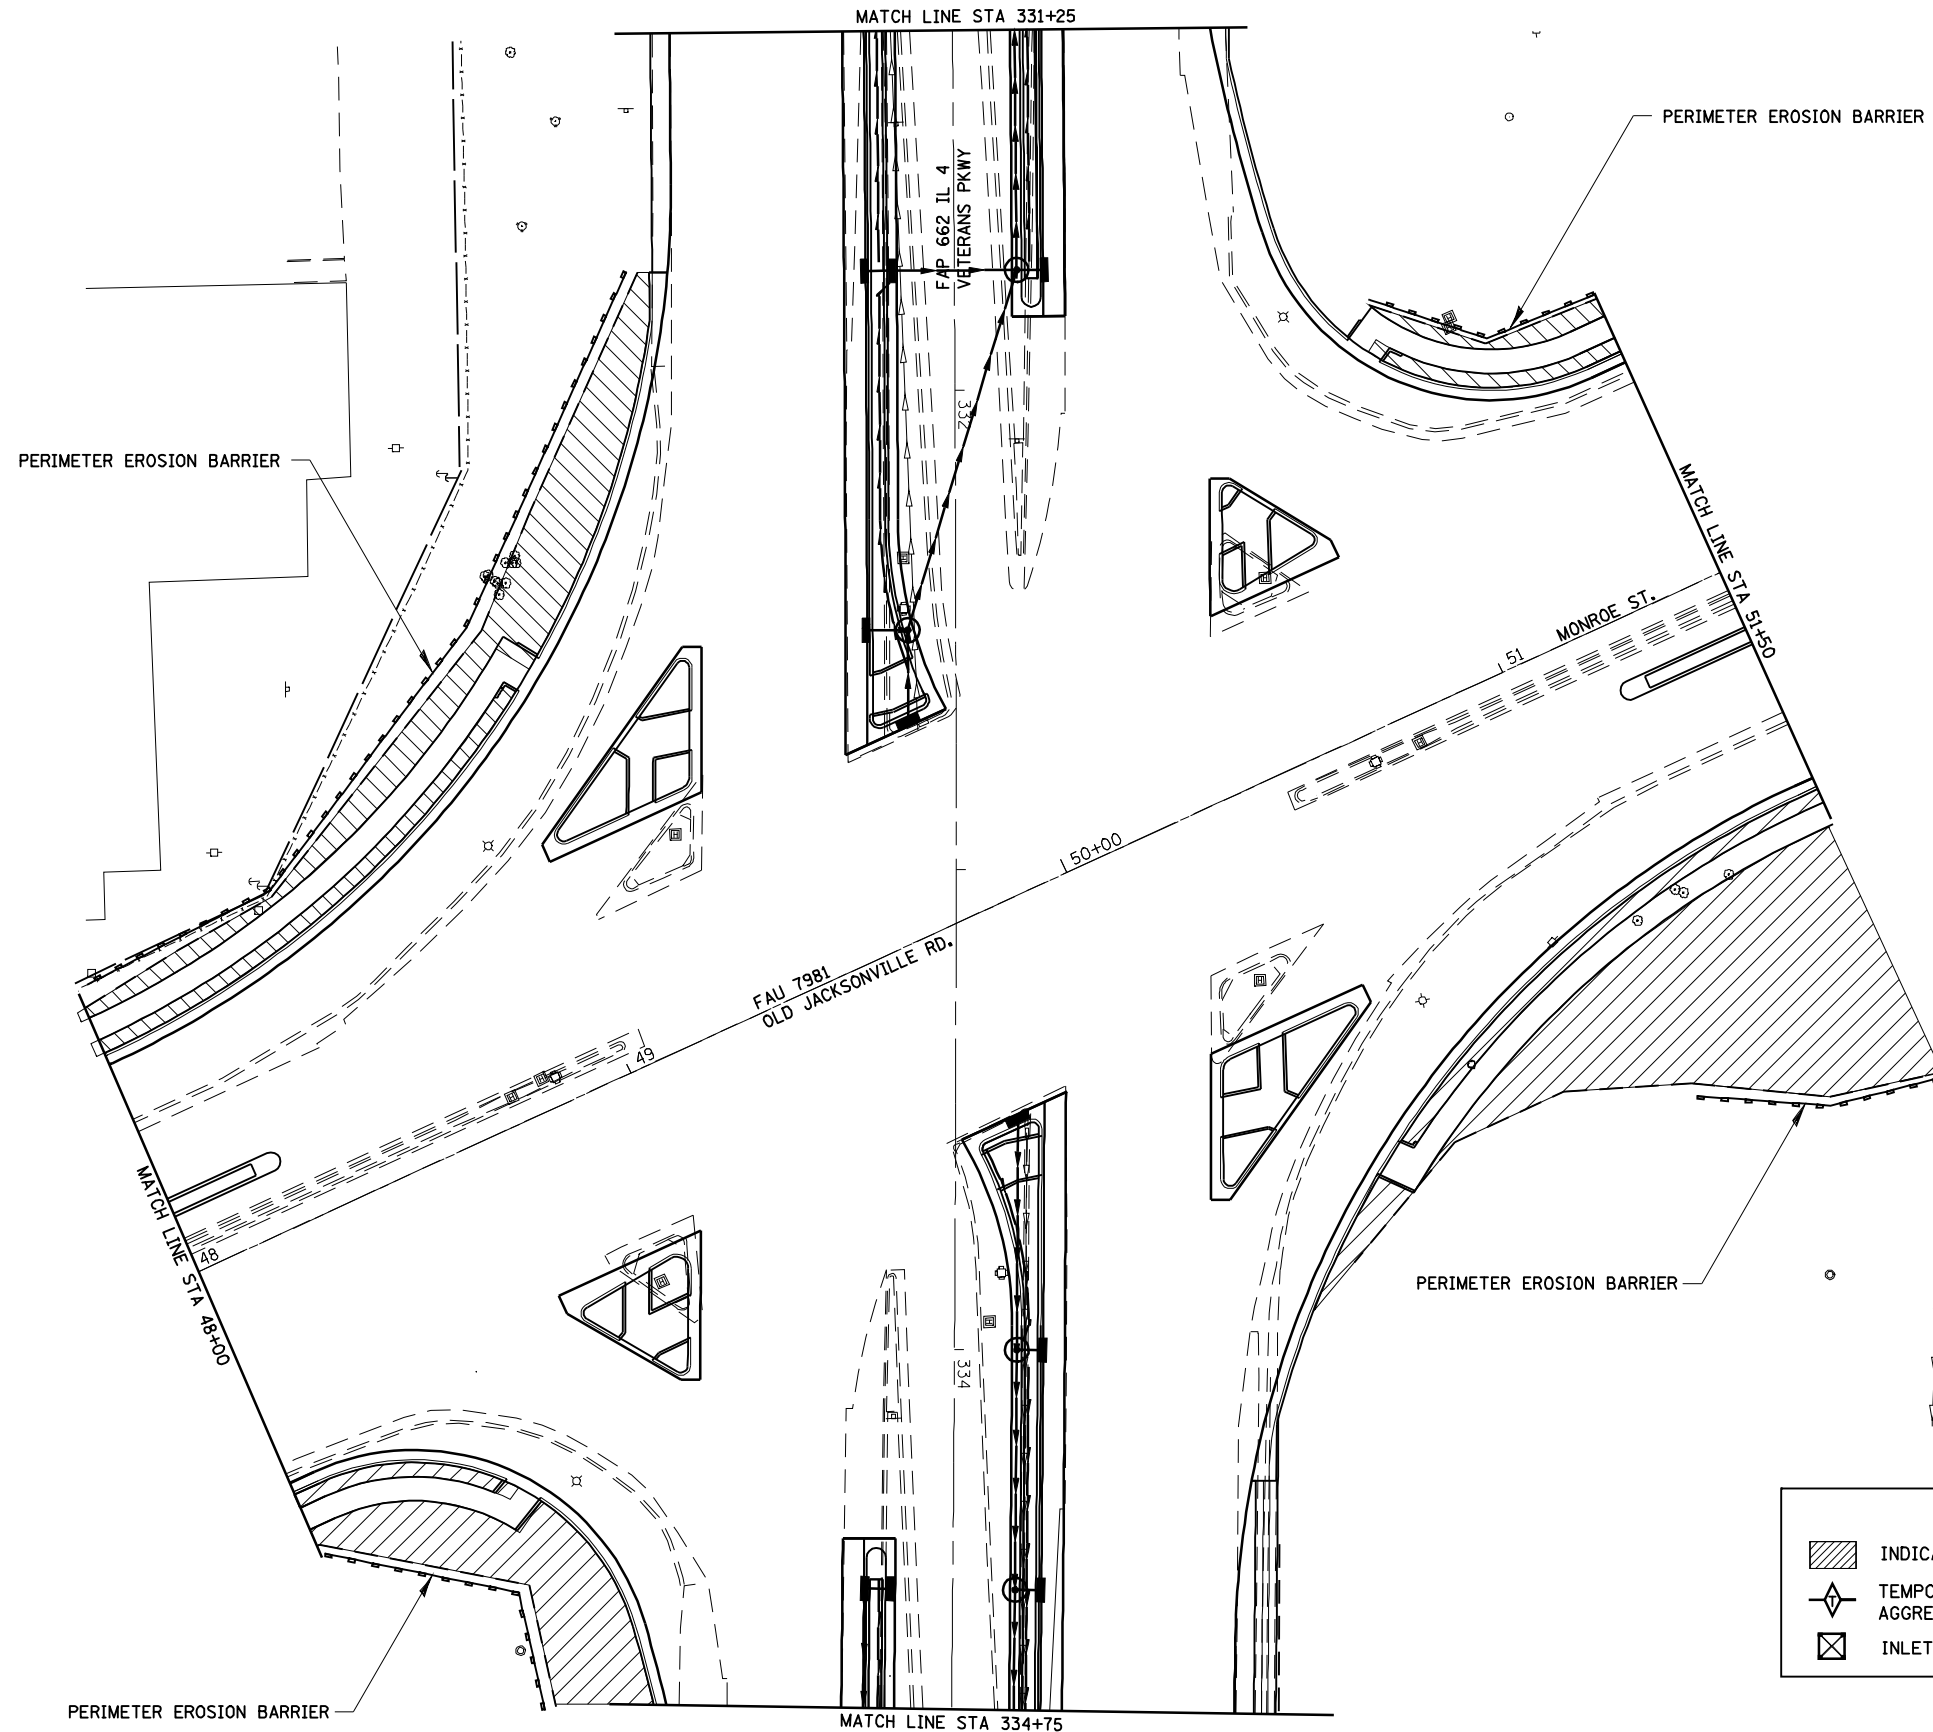 MATCH LINE STA 331+25
PERIMETER EROSION BARRIER
FAP 662 IL 4
VETERANS PKWY
332
PERIMETER EROSION BARRIER
MATCH LINE STA 51+50
MONROE ST.
51
50+00
FAU 7981
OLD JACKSONVILLE RD.
49
48
MATCH LINE STA 48+00
PERIMETER EROSION BARRIER
334
PERIMETER EROSION BARRIER
MATCH LINE STA 334+75
INDICA
T
TEMPO
AGGRE
INLET